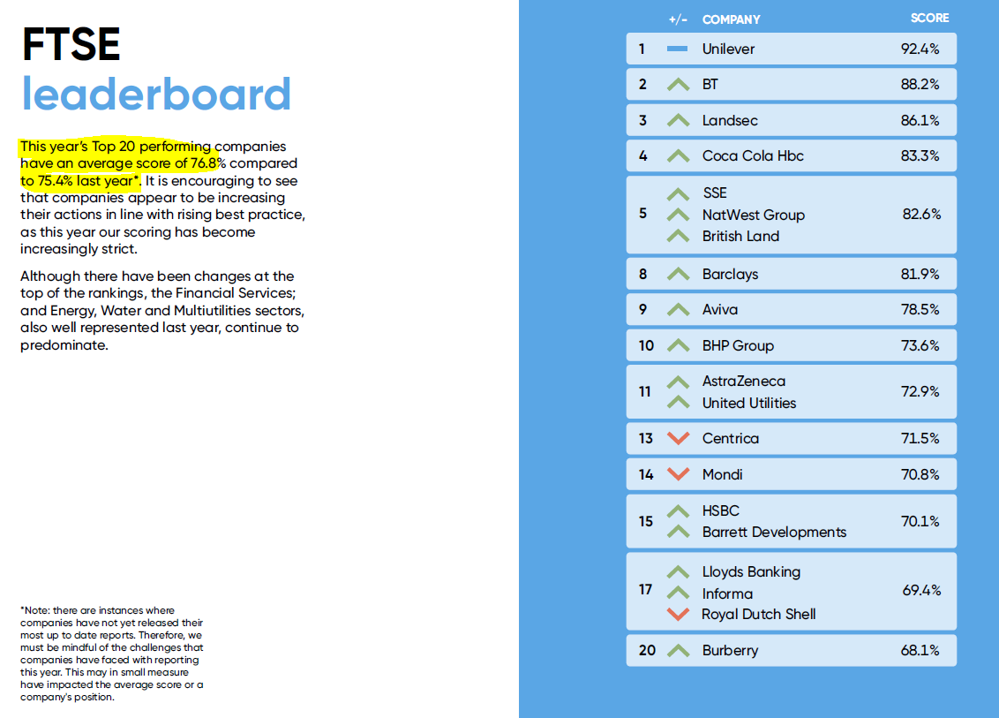 FTSE
leaderboard
This year's Top 20 performing companies
have an average score of 76.8% compared
to 75.4% last year*. It is encouraging to see
that companies appear to be increasing
their actions in line with rising best practice,
as this year our scoring has become
increasingly strict.
Although there have been changes at the
top of the rankings, the Financial Services;
and Energy, Water and Multiutilities sectors,
also well represented last year, continue to
predominate.
*Note: there are instances where
companies have not yet released their
most up to date reports. Therefore, we
must be mindful of the challenges that
companies have faced with reporting
this year. This may in small measure
have impacted the average score or a
company's position.
+/- COMPANY SCORE
1 Unilever 92.4%
2 BT 88.2%
3 Landsec 86.1%
4 Coca Cola Hbc 83.3%
SSE
5 NatWest Group 82.6%
British Land
8 Barclays 81.9%
9 Aviva 78.5%
10 BHP Group 73.6%
AstraZeneca
11 72.9%
United Utilities
13 Centrica 71.5%
14 Mondi 70.8%
HSBC
15 70.1%
Barrett Developments
Lloyds Banking
17 Informa 69.4%
Royal Dutch Shell
20 Burberry 68.1%